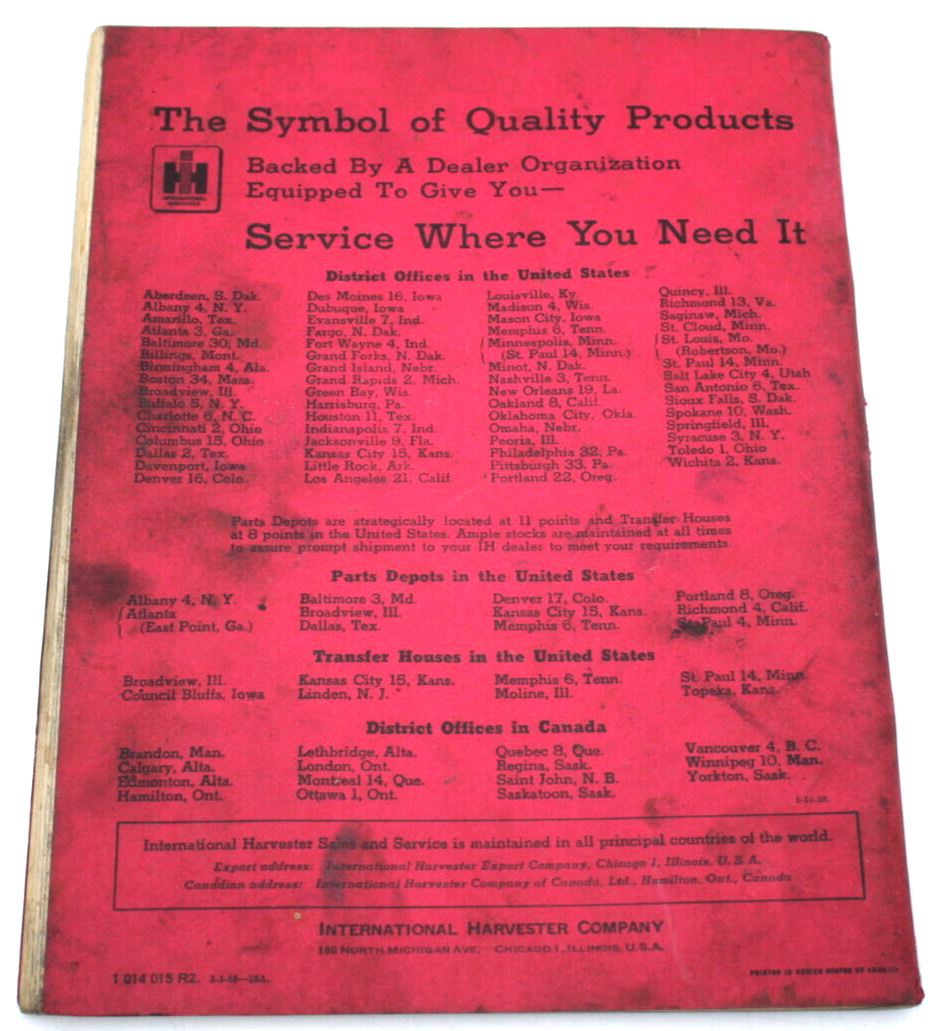 The Symbol of Quality Products
IH
INTERNATIONAL
HARVESTER
Backed By A Dealer Organization
Equipped To Give You—
Service Where You Need It
District Offices in the United States
Aberdeen, S. Dak.
Albany 4, N. Y.
Amarillo, Tex.
Atlanta 3, Ga.
Baltimore 30, Md.
Billings, Mont.
Birmingham 4, Ala.
Boston 34, Mass.
Broadview, Ill.
Buffalo 5, N. Y.
Charlotte 6, N. C.
Cincinnati 2, Ohio
Columbus 15, Ohio
Dallas 2, Tex.
Davenport, Iowa
Denver 16, Colo.
Des Moines 16, Iowa
Dubuque, Iowa
Evansville 7, Ind.
Fargo, N. Dak.
Fort Wayne 4, Ind.
Grand Forks, N. Dak.
Grand Island, Nebr.
Grand Rapids 2, Mich.
Green Bay, Wis.
Harrisburg, Pa.
Houston 11, Tex.
Indianapolis 7, Ind.
Jacksonville 9, Fla.
Kansas City 15, Kans.
Little Rock, Ark.
Los Angeles 21, Calif.
Louisville, Ky.
Madison 4, Wis.
Mason City, Iowa
Memphis 6, Tenn.
Minneapolis, Minn.
(St. Paul 14, Minn.)
Minot, N. Dak.
Nashville 3, Tenn.
New Orleans 19, La.
Oakland 8, Calif.
Oklahoma City, Okla.
Omaha, Nebr.
Peoria, Ill.
Philadelphia 32, Pa.
Pittsburgh 33, Pa.
Portland 22, Oreg.
Quincy, Ill.
Richmond 13, Va.
Saginaw, Mich.
St. Cloud, Minn.
St. Louis, Mo.
(Robertson, Mo.)
St. Paul 14, Minn.
Salt Lake City 4, Utah
San Antonio 6, Tex.
Sioux Falls, S. Dak.
Spokane 10, Wash.
Springfield, Ill.
Syracuse 3, N. Y.
Toledo 1, Ohio
Wichita 2, Kans.
Parts Depots are strategically located at 11 points and Transfer Houses
at 8 points in the United States. Ample stocks are maintained at all times
to assure prompt shipment to your IH dealer to meet your requirements.
Parts Depots in the United States
Albany 4, N. Y.
Atlanta
(East Point, Ga.)
Baltimore 3, Md.
Broadview, Ill.
Dallas, Tex.
Denver 17, Colo.
Kansas City 15, Kans.
Memphis 6, Tenn.
Portland 8, Oreg.
Richmond 4, Calif.
St. Paul 4, Minn.
Transfer Houses in the United States
Broadview, Ill.
Council Bluffs, Iowa
Kansas City 15, Kans.
Linden, N. J.
Memphis 6, Tenn.
Moline, Ill.
St. Paul 14, Minn.
Topeka, Kans.
District Offices in Canada
Brandon, Man.
Calgary, Alta.
Edmonton, Alta.
Hamilton, Ont.
Lethbridge, Alta.
London, Ont.
Montreal 14, Que.
Ottawa 1, Ont.
Quebec 8, Que.
Regina, Sask.
Saint John, N. B.
Saskatoon, Sask.
Vancouver 4, B. C.
Winnipeg 10, Man.
Yorkton, Sask.
International Harvester Sales and Service is maintained in all principal countries of the world.
Export address: International Harvester Export Company, Chicago 1, Illinois, U. S. A.
Canadian address: International Harvester Company of Canada, Ltd., Hamilton, Ont., Canada
INTERNATIONAL HARVESTER COMPANY
180 NORTH MICHIGAN AVE. CHICAGO 1, ILLINOIS, U.S.A.
1 014 015 R2.
PRINTED IN UNITED STATES OF AMERICA